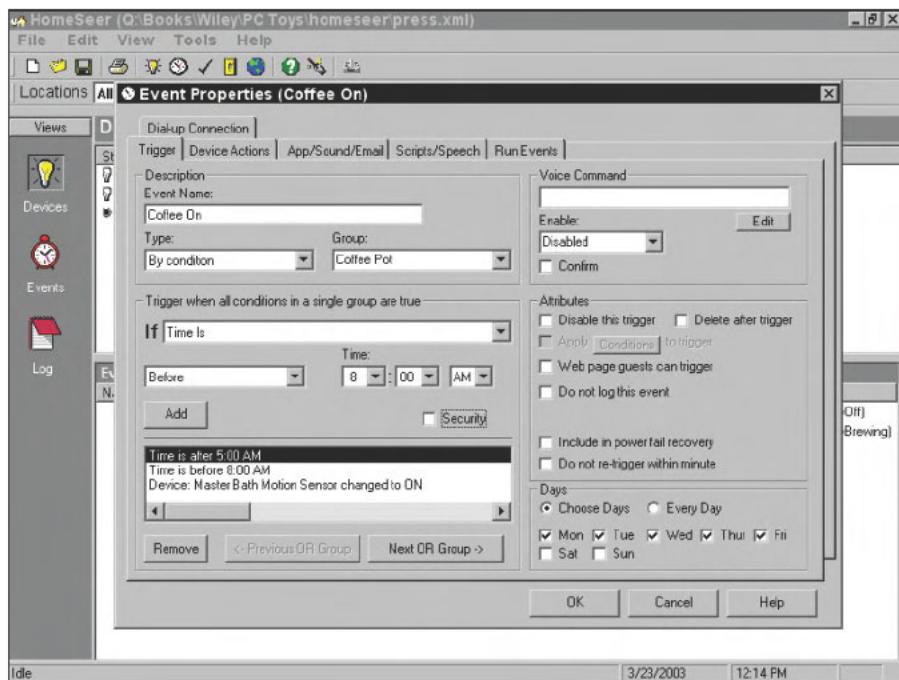 HomeSeer (Q:\Books\Wiley\PC Toys\homeseer\press.xml)
File Edit View Tools Help
Locations All
Event Properties (Coffee On)
Views
Devices
Events
Log
Dial-up Connection
Trigger Device Actions App/Sound/Email Scripts/Speech Run Events
Description
Event Name:
Coffee On
Type: Group:
By condition Coffee Pot
Trigger when all conditions in a single group are true
If Time Is
Time:
Before 8 : 00 AM
Add
Security
Time is after 5:00 AM
Time is before 8:00 AM
Device: Master Bath Motion Sensor changed to ON
Remove <- Previous OR Group Next OR Group ->
Voice Command
Enable: Edit
Disabled
Confirm
Attributes
Disable this trigger Delete after trigger
Apply Conditions to trigger
Web page guests can trigger
Do not log this event
Include in power fail recovery
Do not re-trigger within minute
Days
Choose Days Every Day
Mon Tue Wed Thur Fri
Sat Sun
OK Cancel Help
Off)
Brewing)
Idle 3/23/2003 12:14 PM